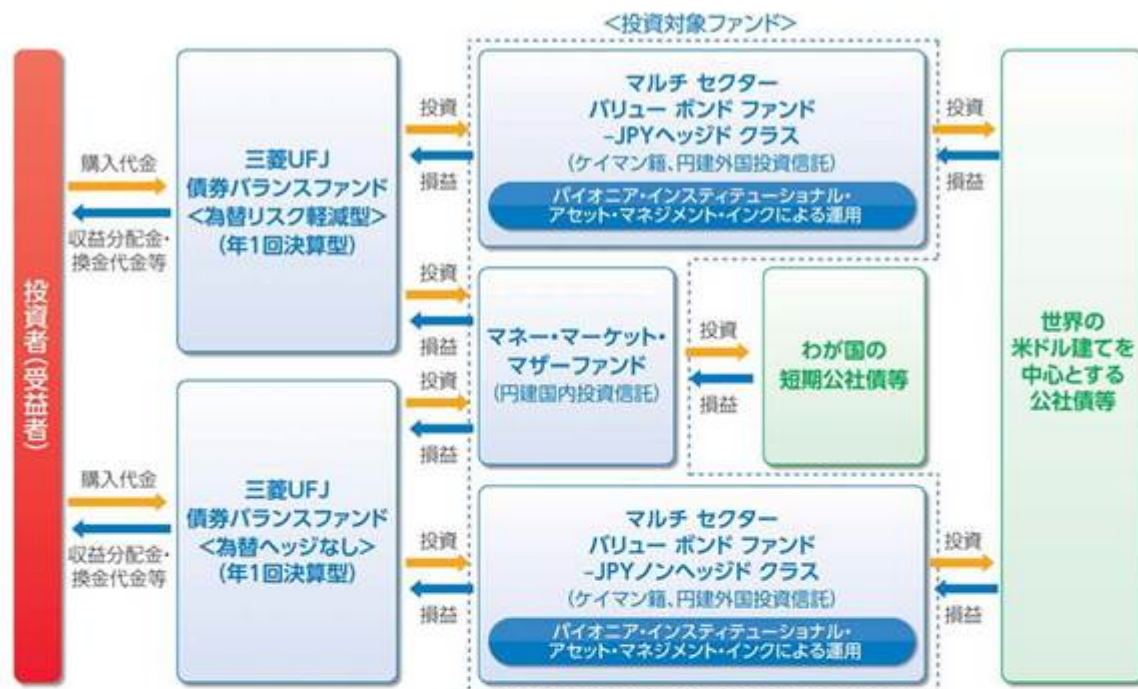 <投資対象ファンド>
投資者(受益者)
購入代金
収益分配金・
換金代金等
三菱UFJ
債券バランスファンド
<為替リスク軽減型>
(年1回決算型)
投資
損益
マルチ セクター
バリュー ボンド ファンド
-JPYヘッジド クラス
(ケイマン籍、円建外国投資信託)
パイオニア・インスティテューショナル・
アセット・マネジメント・インクによる運用
投資
損益
世界の
米ドル建てを
中心とする
公社債等
投資
損益
投資
損益
マネー・マーケット・
マザーファンド
(円建国内投資信託)
投資
損益
わが国の
短期公社債等
購入代金
収益分配金・
換金代金等
三菱UFJ
債券バランスファンド
<為替ヘッジなし>
(年1回決算型)
投資
損益
マルチ セクター
バリュー ボンド ファンド
-JPYノンヘッジド クラス
(ケイマン籍、円建外国投資信託)
パイオニア・インスティテューショナル・
アセット・マネジメント・インクによる運用
投資
損益